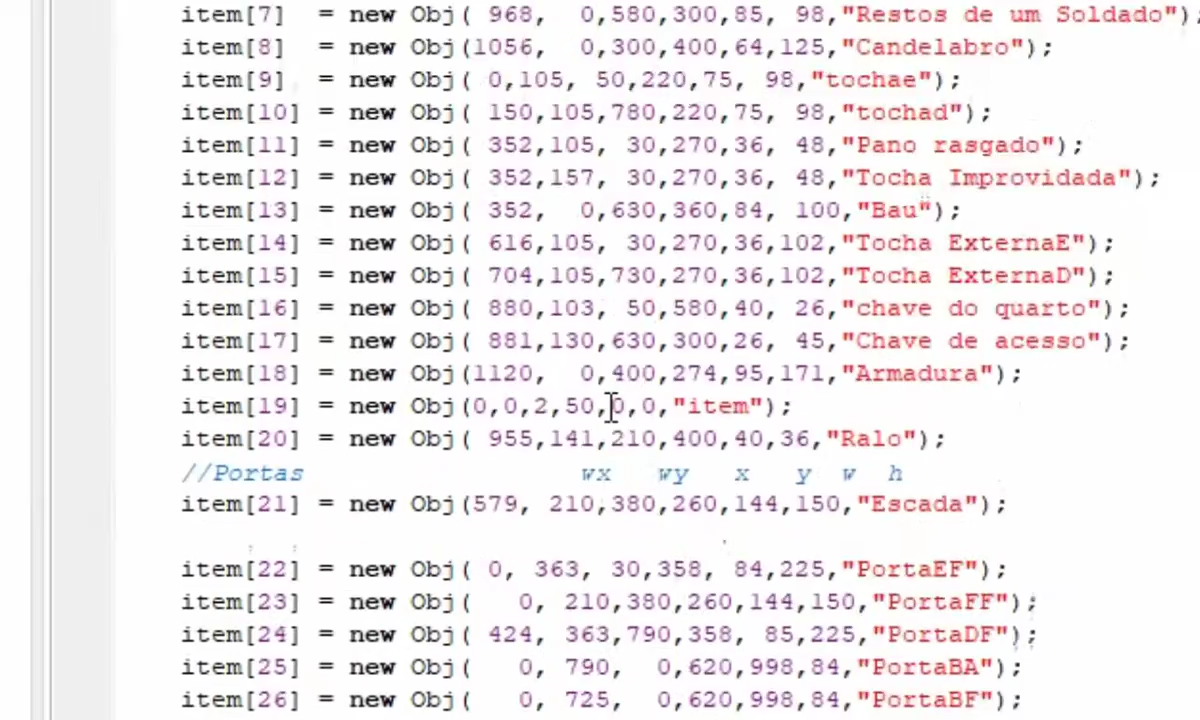 item[7]  = new Obj( 968,  0,580,300,85, 98,"Restos de um Soldado");
item[8]  = new Obj(1056,  0,300,400,64,125,"Candelabro");
item[9]  = new Obj( 0,105, 50,220,75, 98,"tochae");
item[10] = new Obj( 150,105,780,220,75, 98,"tochad");
item[11] = new Obj( 352,105, 30,270,36, 48,"Pano rasgado");
item[12] = new Obj( 352,157, 30,270,36, 48,"Tocha Improvidada");
item[13] = new Obj( 352,  0,630,360,84, 100,"Bau");
item[14] = new Obj( 616,105, 30,270,36,102,"Tocha ExternaE");
item[15] = new Obj( 704,105,730,270,36,102,"Tocha ExternaD");
item[16] = new Obj( 880,103, 50,580,40, 26,"chave do quarto");
item[17] = new Obj( 881,130,630,300,26, 45,"Chave de acesso");
item[18] = new Obj(1120,  0,400,274,95,171,"Armadura");
item[19] = new Obj(0,0,2,50,0,0,"item");
item[20] = new Obj( 955,141,210,400,40,36,"Ralo");
//Portas                  wx   wy   x   y  w  h
item[21] = new Obj(579, 210,380,260,144,150,"Escada");
item[22] = new Obj( 0, 363, 30,358, 84,225,"PortaEF");
item[23] = new Obj(   0, 210,380,260,144,150,"PortaFF");
item[24] = new Obj( 424, 363,790,358, 85,225,"PortaDF");
item[25] = new Obj(   0, 790,  0,620,998,84,"PortaBA");
item[26] = new Obj(   0, 725,  0,620,998,84,"PortaBF");